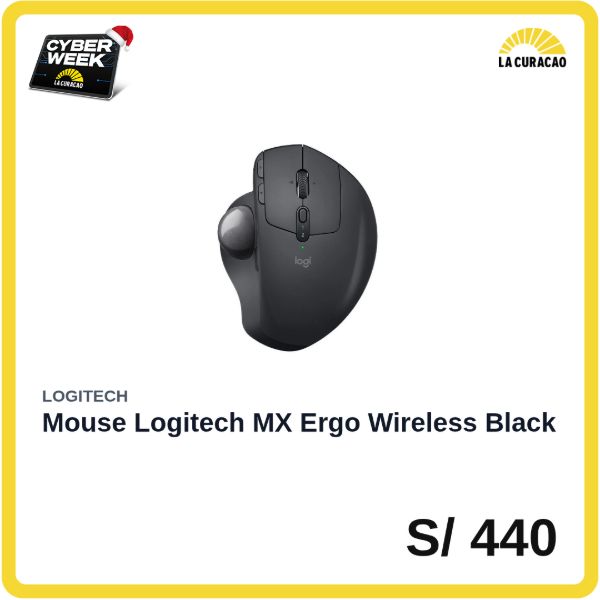 CYBER
WEEK
LA CURACAO
LA CURACAO
logi
LOGITECH
Mouse Logitech MX Ergo Wireless Black
S/ 440